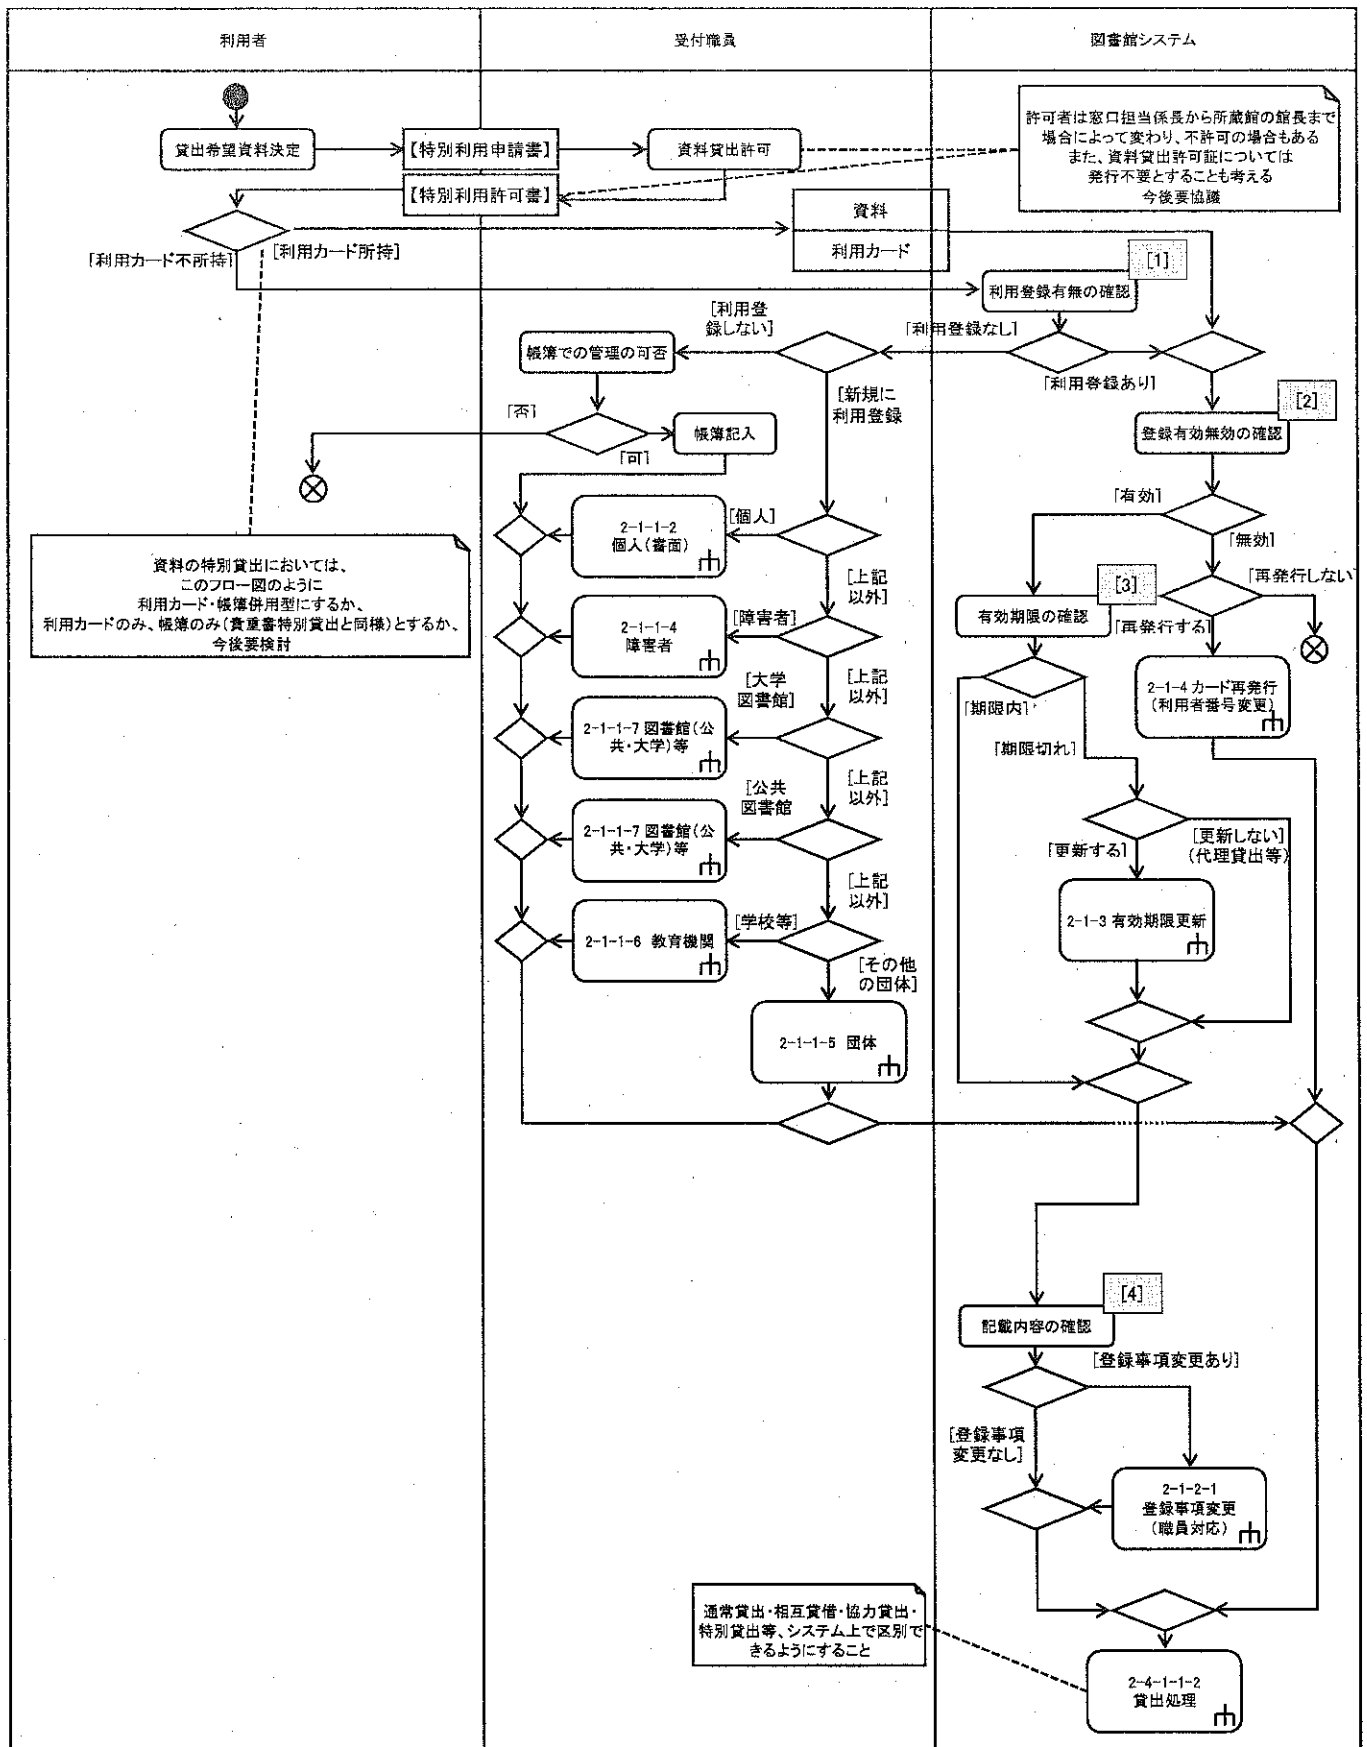 利用者
受付職員
図書館システム
貸出希望資料決定
【特別利用申請書】
資料貸出許可
許可者は窓口担当係長から所蔵館の館長まで
場合によって変わり、不許可の場合もある
また、資料貸出許可証については
発行不要とすることも考える
今後要協議
【特別利用許可書】
資料
利用カード
[利用カード不所持]
[利用カード所持]
[1]
利用登録有無の確認
[利用登
録しない]
[利用登録なし]
帳簿での管理の可否
[利用登録あり]
[新規に
利用登録
[2]
[否]
帳簿記入
登録有効無効の確認
[可]
[有効]
2-1-1-2
個人(書面)
[個人]
[無効]
資料の特別貸出においては、
このフロー図のように
利用カード・帳簿併用型にするか、
利用カードのみ、帳簿のみ(貴重書特別貸出と同様)とするか、
今後要検討
[上記
以外]
[3]
[再発行しない]
有効期限の確認
[再発行する]
2-1-1-4
障害者
[障害者]
[上記
以外]
2-1-4 カード再発行
(利用者番号変更)
[大学
図書館]
[期限内]
2-1-1-7 図書館(公
共・大学)等
[期限切れ]
[上記
以外]
[公共
図書館
2-1-1-7 図書館(公
共・大学)等
[更新しない]
(代理貸出等)
[更新する]
[上記
以外]
2-1-1-6 教育機関
[学校等]
2-1-3 有効期限更新
[その他
の団体]
2-1-1-5 団体
[4]
記載内容の確認
[登録事項変更あり]
[登録事項
変更なし]
2-1-2-1
登録事項変更
(職員対応)
通常貸出・相互貸借・協力貸出・
特別貸出等、システム上で区別で
きるようにすること
2-4-1-1-2
貸出処理